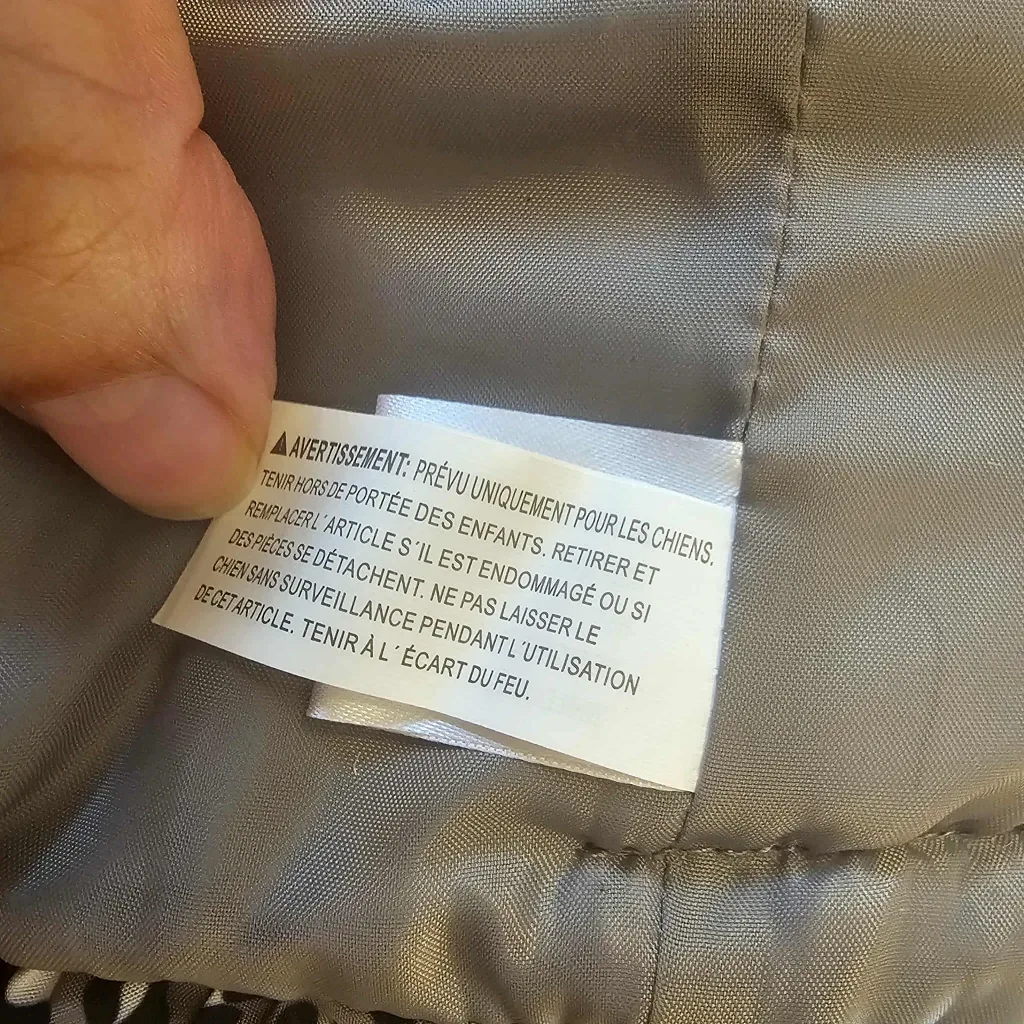 ⚠AVERTISSEMENT: PRÉVU UNIQUEMENT POUR LES CHIENS.
TENIR HORS DE PORTÉE DES ENFANTS. RETIRER ET
REMPLACER L´ARTICLE S´IL EST ENDOMMAGÉ OU SI
DES PIÈCES SE DÉTACHENT. NE PAS LAISSER LE
CHIEN SANS SURVEILLANCE PENDANT L´UTILISATION
DE CET ARTICLE. TENIR À L´ÉCART DU FEU.